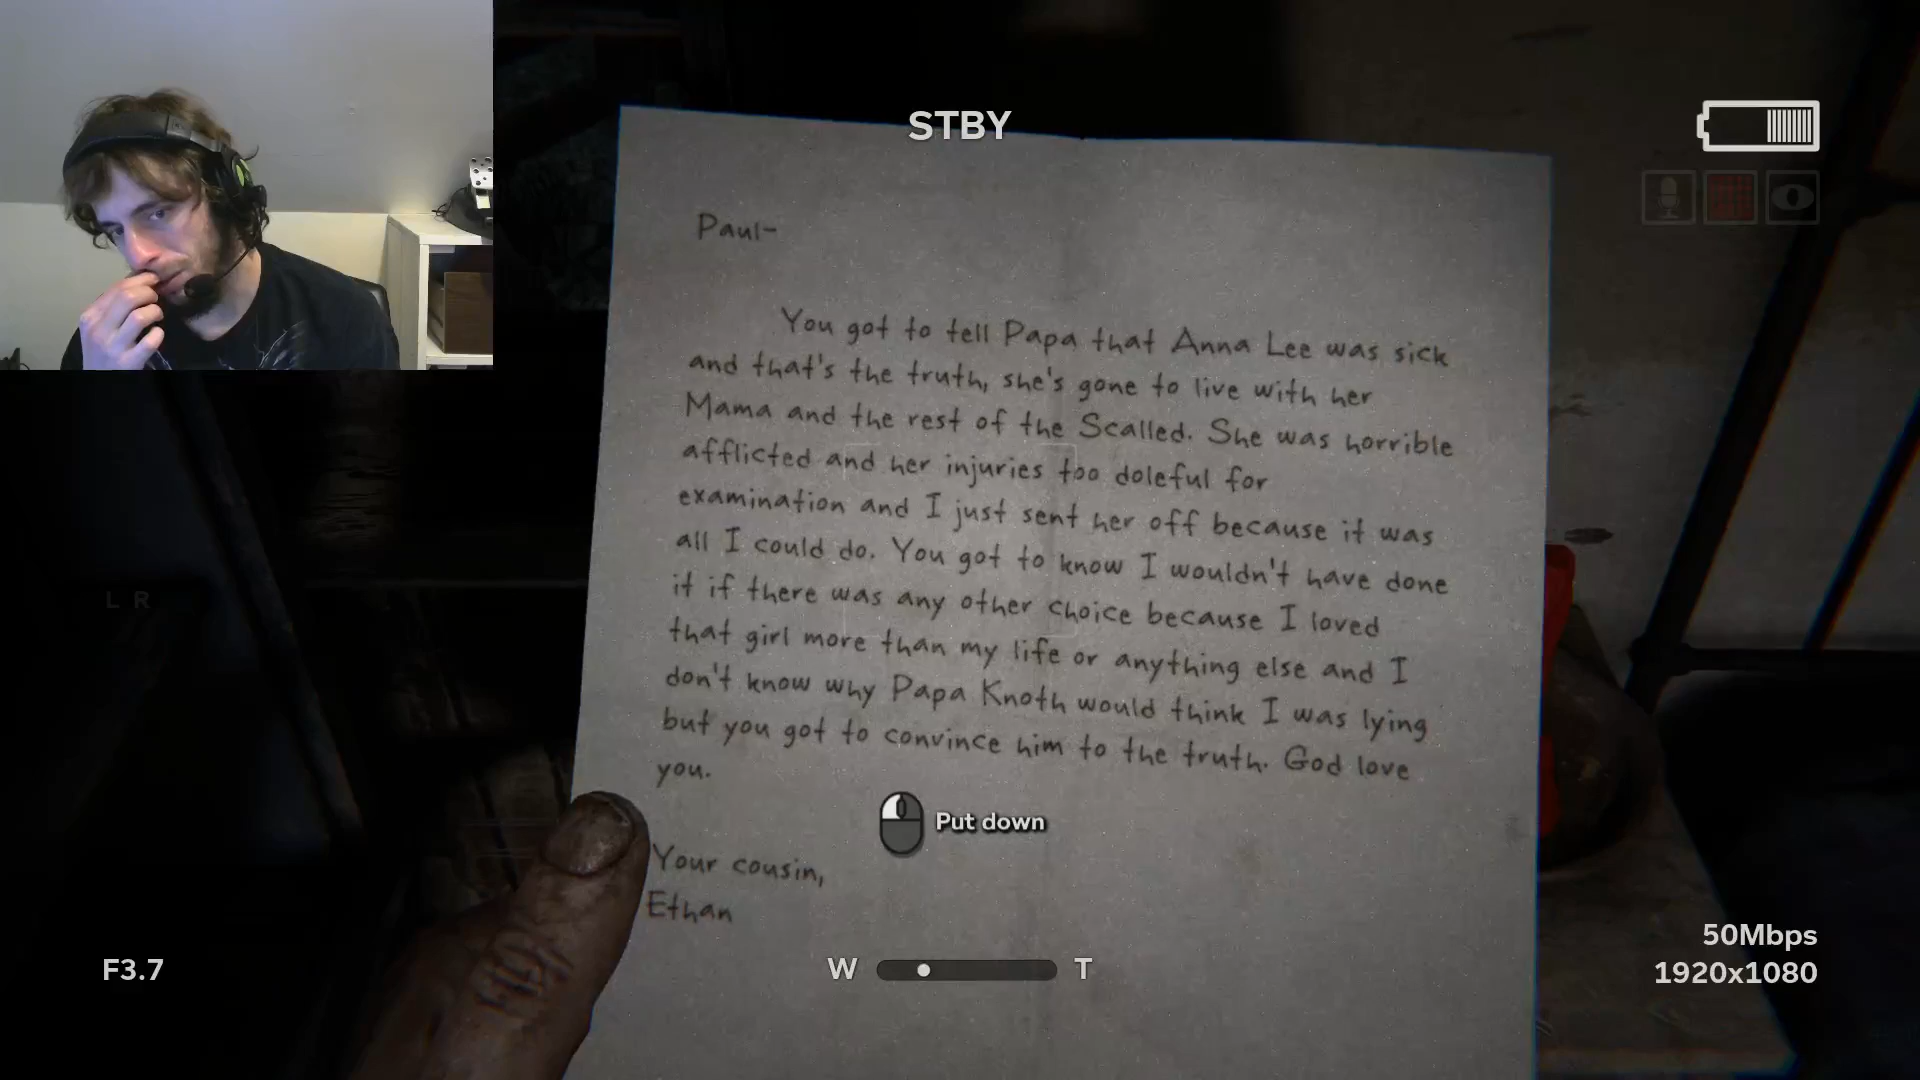 STBY
Paul-
You got to tell Papa that Anna Lee was sick
and that's the truth, she's gone to live with her
Mama and the rest of the Scalled. She was horrible
afflicted and her injuries too doleful for
examination and I just sent her off because it was
all I could do. You got to know I wouldn't have done
it if there was any other choice because I loved
that girl more than my life or anything else and I
don't know why Papa Knoth would think I was lying
but you got to convince him to the truth. God love
you.
Put down
Your cousin,
Ethan
L R
F3.7
W T
50Mbps
1920x1080